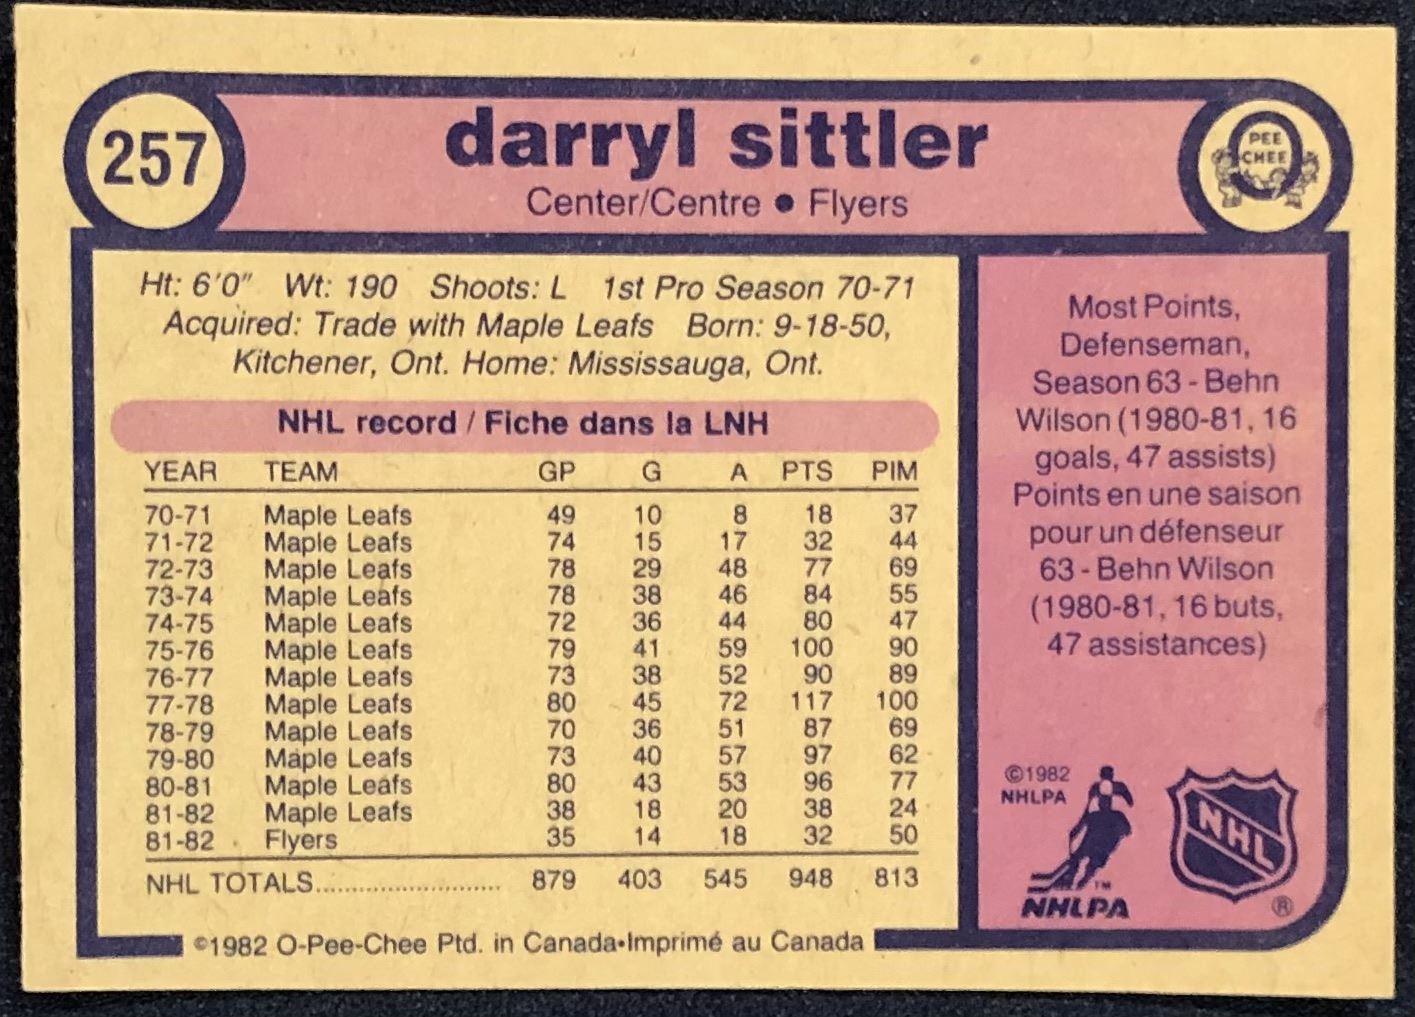 257
darryl sittler
Center/Centre • Flyers
PEE
CHEE
Ht: 6'0" Wt: 190 Shoots: L 1st Pro Season 70-71
Acquired: Trade with Maple Leafs Born: 9-18-50,
Kitchener, Ont. Home: Mississauga, Ont.
NHL record / Fiche dans la LNH
YEAR TEAM GP G A PTS PIM
70-71 Maple Leafs 49 10 8 18 37
71-72 Maple Leafs 74 15 17 32 44
72-73 Maple Leafs 78 29 48 77 69
73-74 Maple Leafs 78 38 46 84 55
74-75 Maple Leafs 72 36 44 80 47
75-76 Maple Leafs 79 41 59 100 90
76-77 Maple Leafs 73 38 52 90 89
77-78 Maple Leafs 80 45 72 117 100
78-79 Maple Leafs 70 36 51 87 69
79-80 Maple Leafs 73 40 57 97 62
80-81 Maple Leafs 80 43 53 96 77
81-82 Maple Leafs 38 18 20 38 24
81-82 Flyers 35 14 18 32 50
NHL TOTALS........................... 879 403 545 948 813
Most Points,
Defenseman,
Season 63 - Behn
Wilson (1980-81, 16
goals, 47 assists)
Points en une saison
pour un défenseur
63 - Behn Wilson
(1980-81, 16 buts,
47 assistances)
©1982
NHLPA
TM
NHLPA
NHL
®
©1982 O-Pee-Chee Ptd. in Canada•Imprimé au Canada